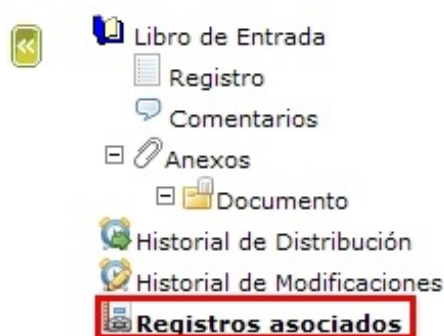 Libro de Entrada
Registro
Comentarios
Anexos
Documento
Historial de Distribución
Historial de Modificaciones
Registros asociados